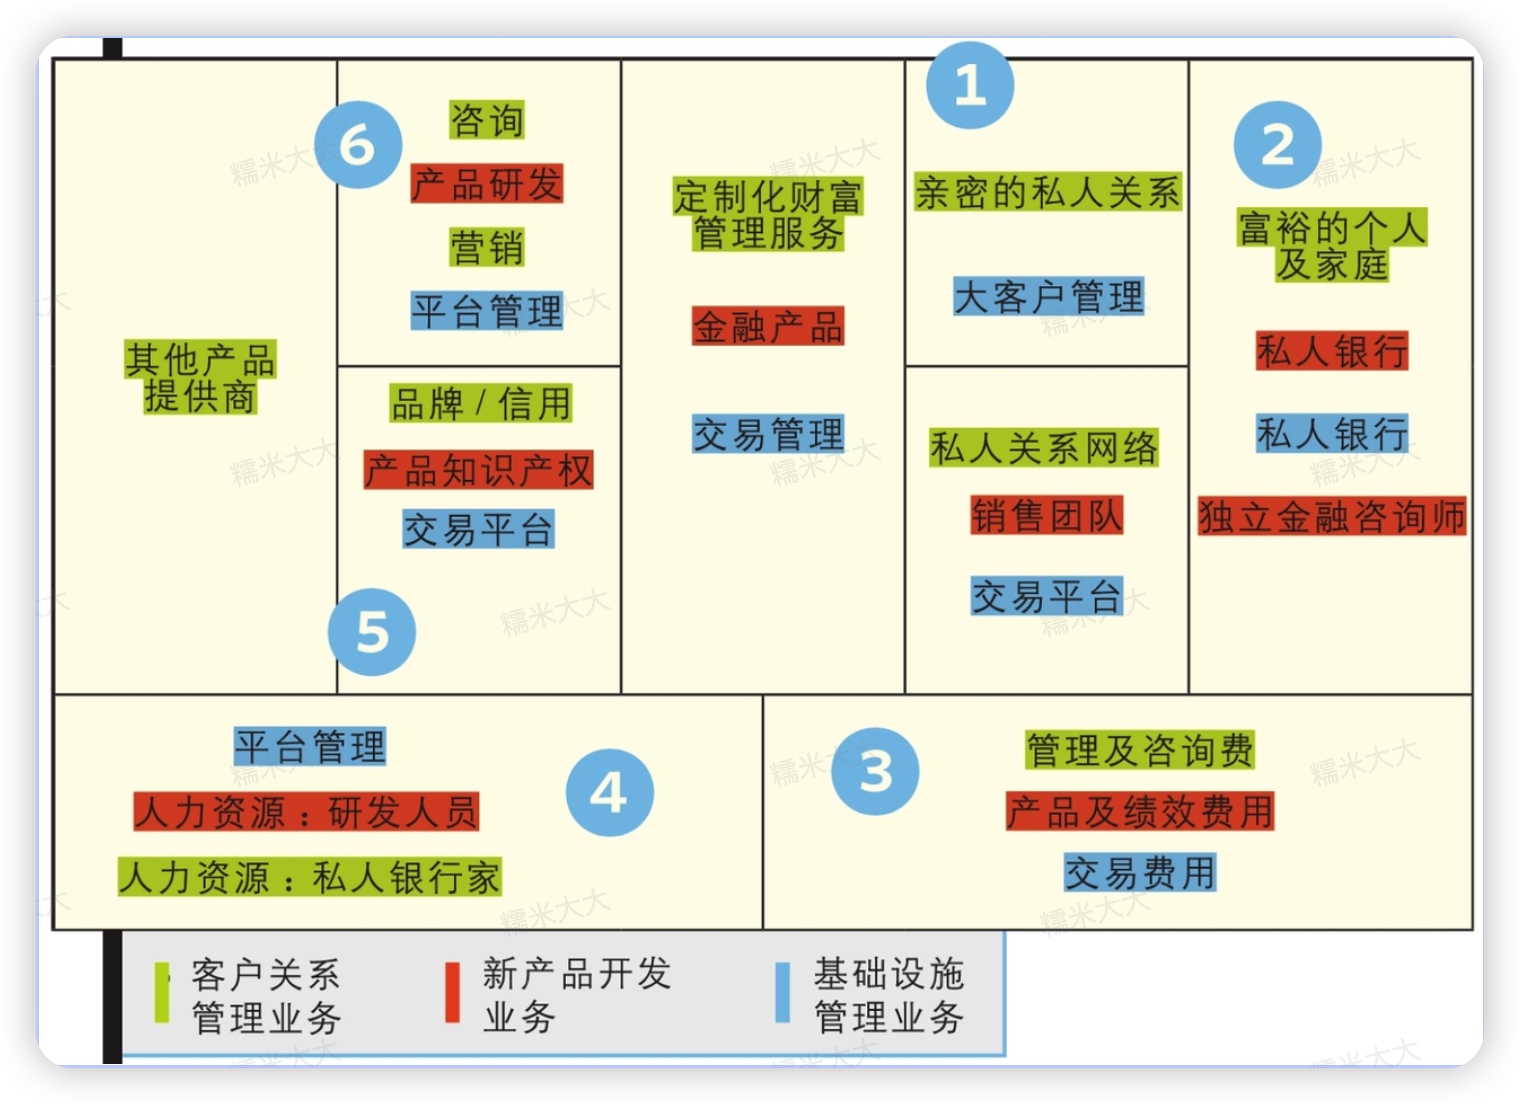 其他产品
提供商
6
咨询
产品研发
营销
平台管理
品牌 / 信用
产品知识产权
交易平台
5
定制化财富
管理服务
金融产品
交易管理
1
亲密的私人关系
大客户管理
私人关系网络
销售团队
交易平台
2
富裕的个人
及家庭
私人银行
私人银行
独立金融咨询师
平台管理
人力资源：研发人员
人力资源：私人银行家
4
3
管理及咨询费
产品及绩效费用
交易费用
客户关系
管理业务
新产品开发
业务
基础设施
管理业务
糯米大大